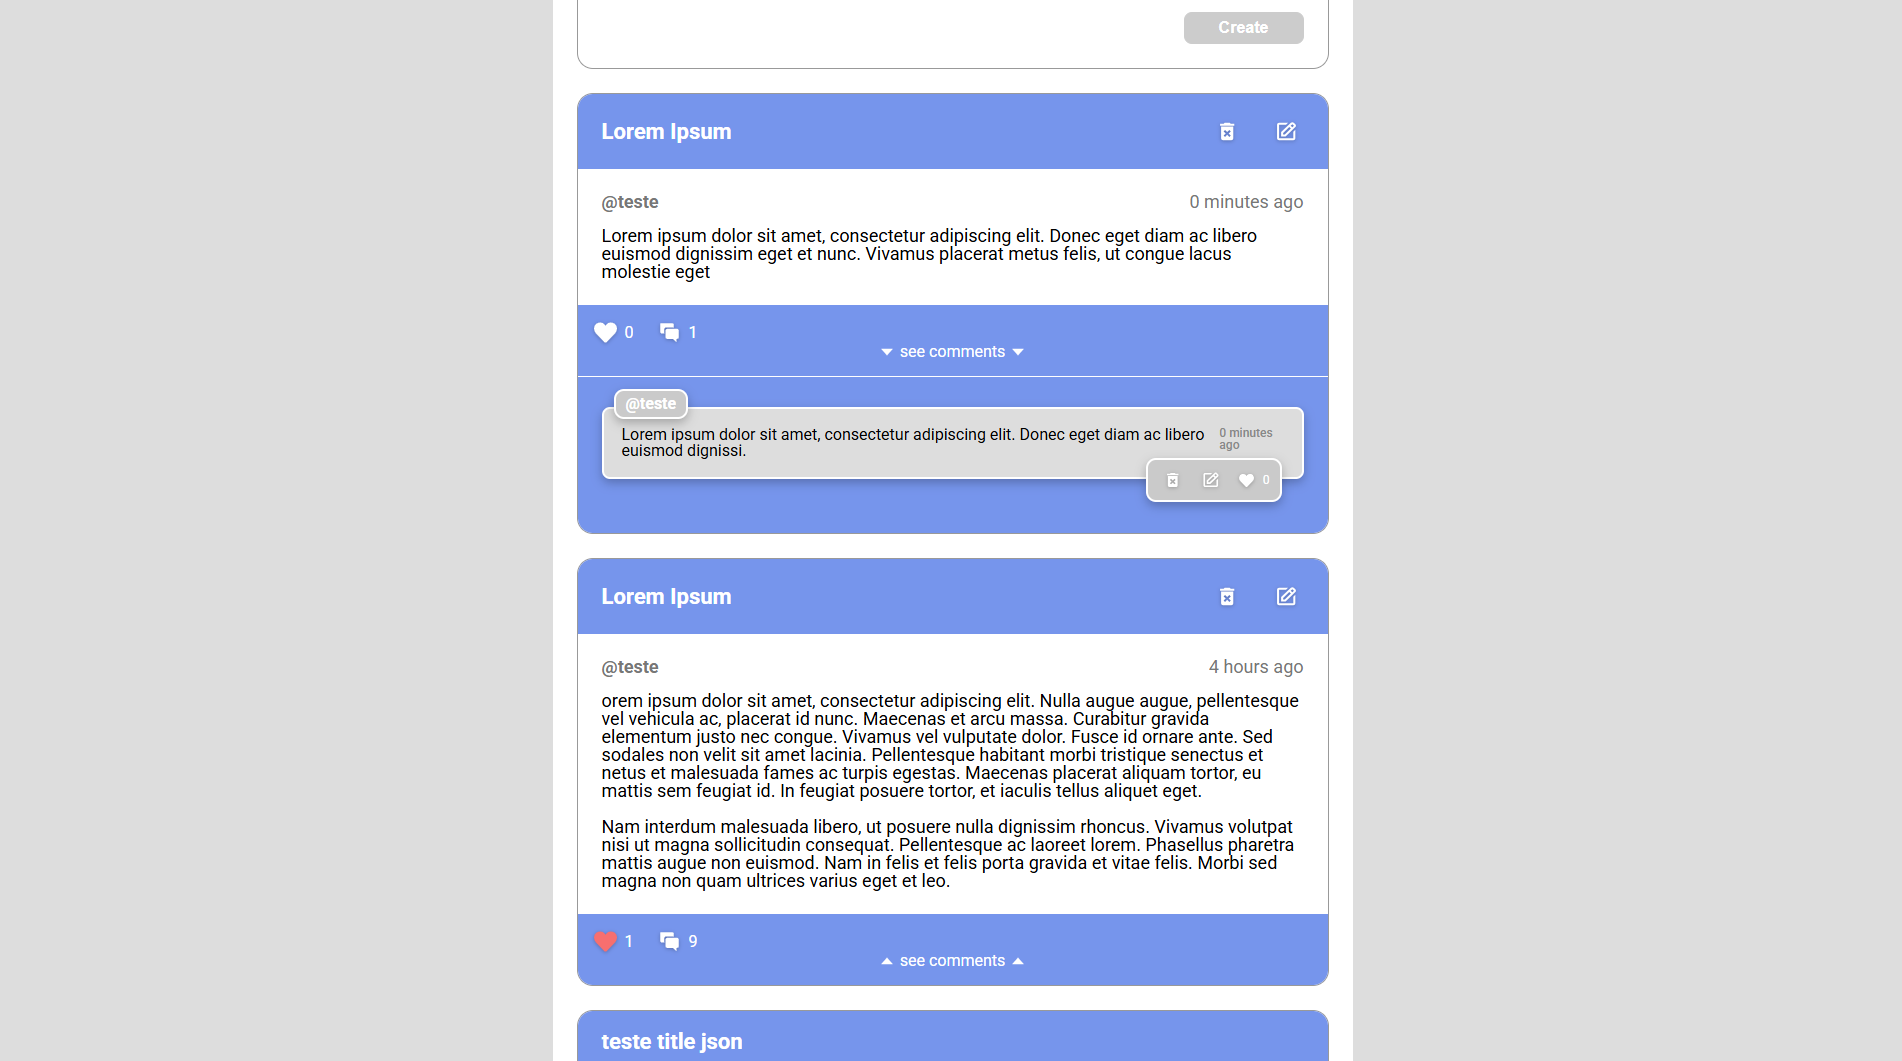 Create
Lorem Ipsum
@teste
0 minutes ago
Lorem ipsum dolor sit amet, consectetur adipiscing elit. Donec eget diam ac libero
euismod dignissim eget et nunc. Vivamus placerat metus felis, ut congue lacus
molestie eget
0 1
see comments
@teste
Lorem ipsum dolor sit amet, consectetur adipiscing elit. Donec eget diam ac libero
euismod dignissi.
0 minutes
ago
0
Lorem Ipsum
@teste
4 hours ago
orem ipsum dolor sit amet, consectetur adipiscing elit. Nulla augue augue, pellentesque
vel vehicula ac, placerat id nunc. Maecenas et arcu massa. Curabitur gravida
elementum justo nec congue. Vivamus vel vulputate dolor. Fusce id ornare ante. Sed
sodales non velit sit amet lacinia. Pellentesque habitant morbi tristique senectus et
netus et malesuada fames ac turpis egestas. Maecenas placerat aliquam tortor, eu
mattis sem feugiat id. In feugiat posuere tortor, et iaculis tellus aliquet eget.
Nam interdum malesuada libero, ut posuere nulla dignissim rhoncus. Vivamus volutpat
nisi ut magna sollicitudin consequat. Pellentesque ac laoreet lorem. Phasellus pharetra
mattis augue non euismod. Nam in felis et felis porta gravida et vitae felis. Morbi sed
magna non quam ultrices varius eget et leo.
1 9
see comments
teste title json